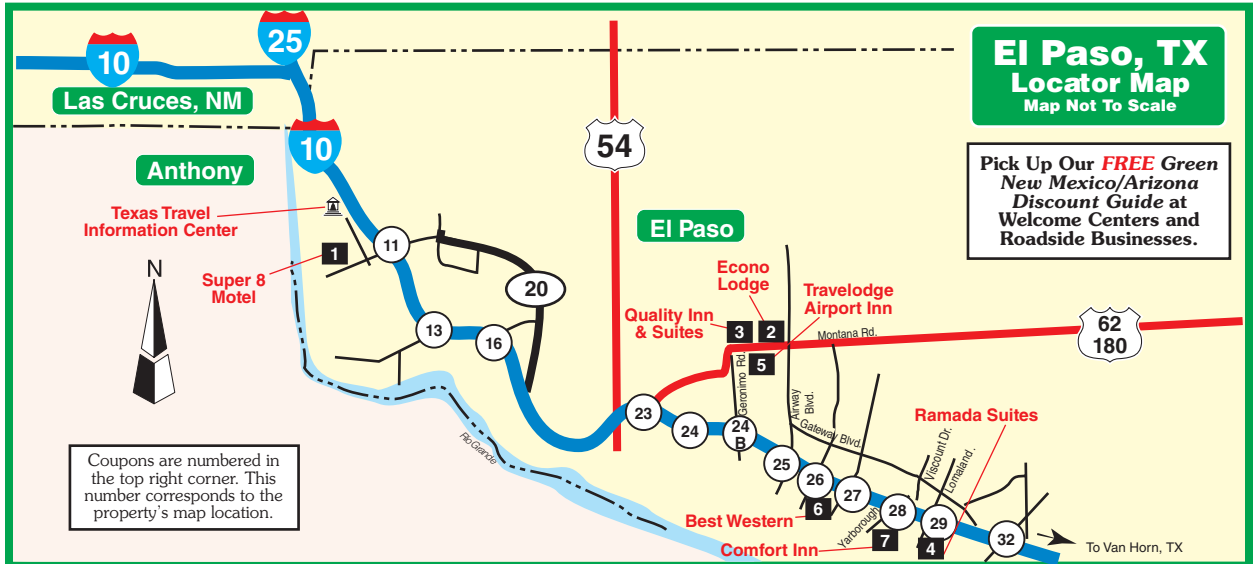 El Paso, TX
Locator Map
Map Not To Scale
Pick Up Our FREE Green
New Mexico/Arizona
Discount Guide at
Welcome Centers and
Roadside Businesses.
10
25
Las Cruces, NM
10
Anthony
54
Texas Travel
Information Center
1
Super 8
Motel
11
20
13
16
N
El Paso
Econo
Lodge
Travelodge
Airport Inn
Quality Inn
& Suites
3
2
5
Montana Rd.
62
180
Geronimo Rd.
Airway
Blvd.
Gateway Blvd.
Ramada Suites
Viscount Dr.
Lomaland.
23
24
24
B
25
26
27
28
29
32
6
Best Western
Yarborough
7
Comfort Inn
4
To Van Horn, TX
Rio Grande
Coupons are numbered in
the top right corner. This
number corresponds to the
property's map location.